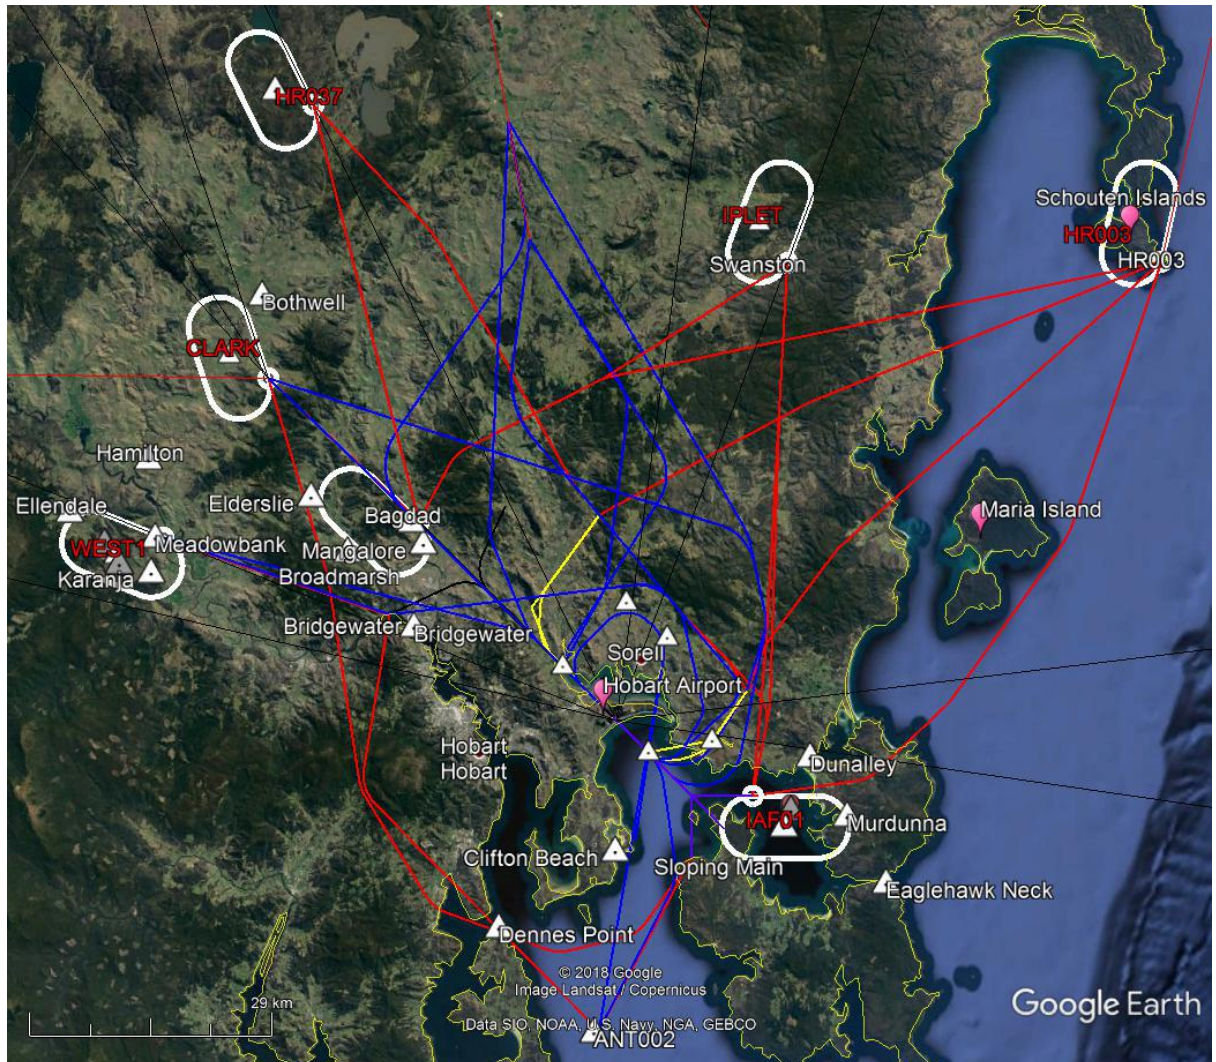 HR037
Schouten Islands
IPLET
HR003
Swanston
HR003
Bothwell
CLARK
Hamilton
Elderslie
Ellendale
Bagdad
Maria Island
WEST1
Meadowbank
Mangalore
Karanja
Broadmarsh
Bridgewater
Bridgewater
Sorell
Hobart Airport
Hobart
Hobart
Dunalley
IAF01
Murdunna
Clifton Beach
Sloping Main
Eaglehawk Neck
Dennes Point
© 2018 Google
Image Landsat / Copernicus
29 km
Data SIO, NOAA, U.S. Navy, NGA, GEBCO
ANT002
Google Earth